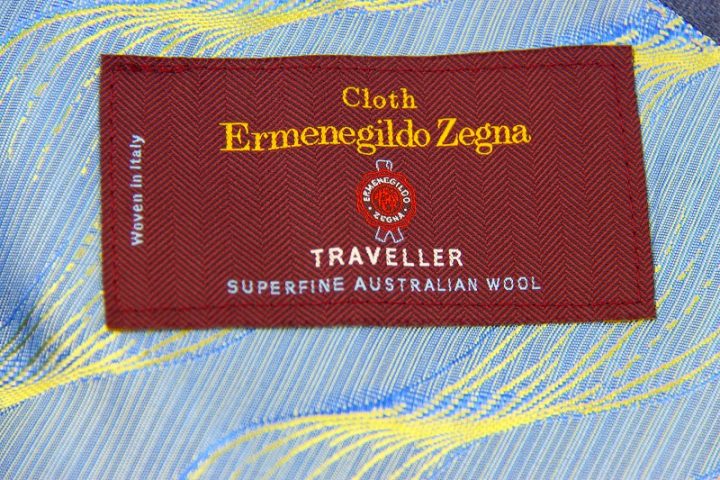 Cloth
Ermenegildo Zegna
Woven in Italy
ERMENEGILDO
ZEGNA
TRAVELLER
SUPERFINE AUSTRALIAN WOOL